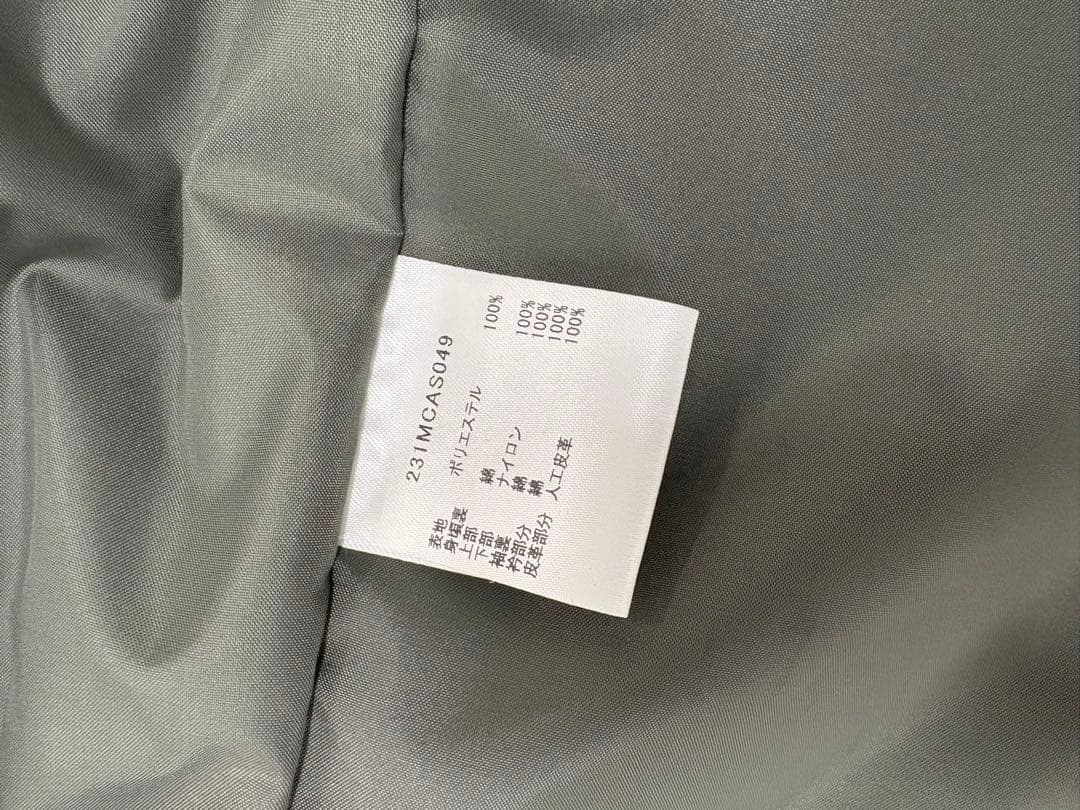 231MCAS049
表地 ポリエステル 100%
身頃裏
上部 綿 100%
下部 ナイロン 100%
袖裏 綿 100%
衿部分 綿 100%
皮革部分 人工皮革